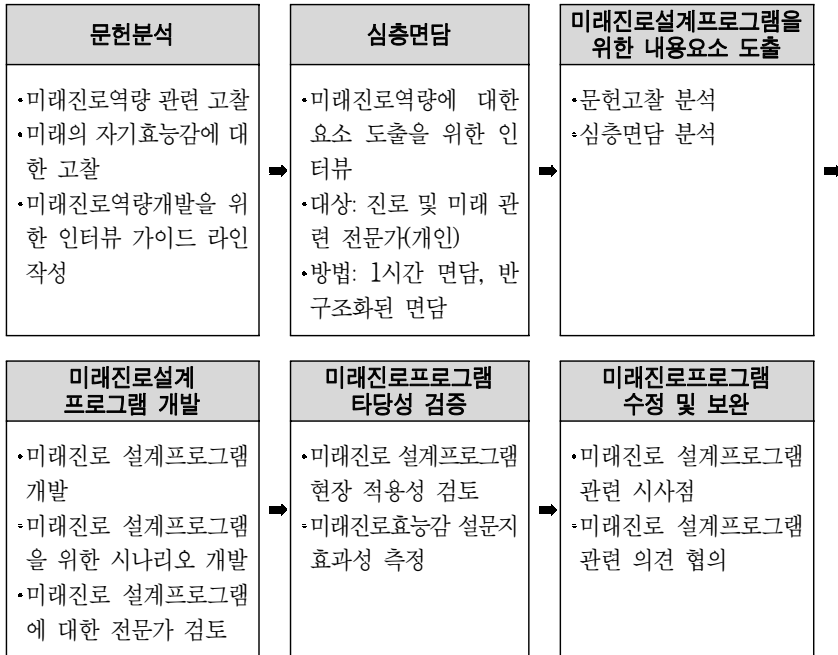 문헌분석
•미래진로역량 관련 고찰
•미래의 자기효능감에 대
한 고찰
•미래진로역량개발을 위
한 인터뷰 가이드 라인
작성
심층면담
•미래진로역량에 대한
요소 도출을 위한 인
터뷰
•대상: 진로 및 미래 관
련 전문가(개인)
•방법: 1시간 면담, 반
구조화된 면담
미래진로설계프로그램을
위한 내용요소 도출
•문헌고찰 분석
•심층면담 분석
미래진로설계
프로그램 개발
•미래진로 설계프로그램
개발
•미래진로 설계프로그램
을 위한 시나리오 개발
•미래진로 설계프로그램
에 대한 전문가 검토
미래진로프로그램
타당성 검증
•미래진로 설계프로그램
현장 적용성 검토
•미래진로효능감 설문지
효과성 측정
미래진로프로그램
수정 및 보완
•미래진로 설계프로그램
관련 시사점
•미래진로 설계프로그램
관련 의견 협의